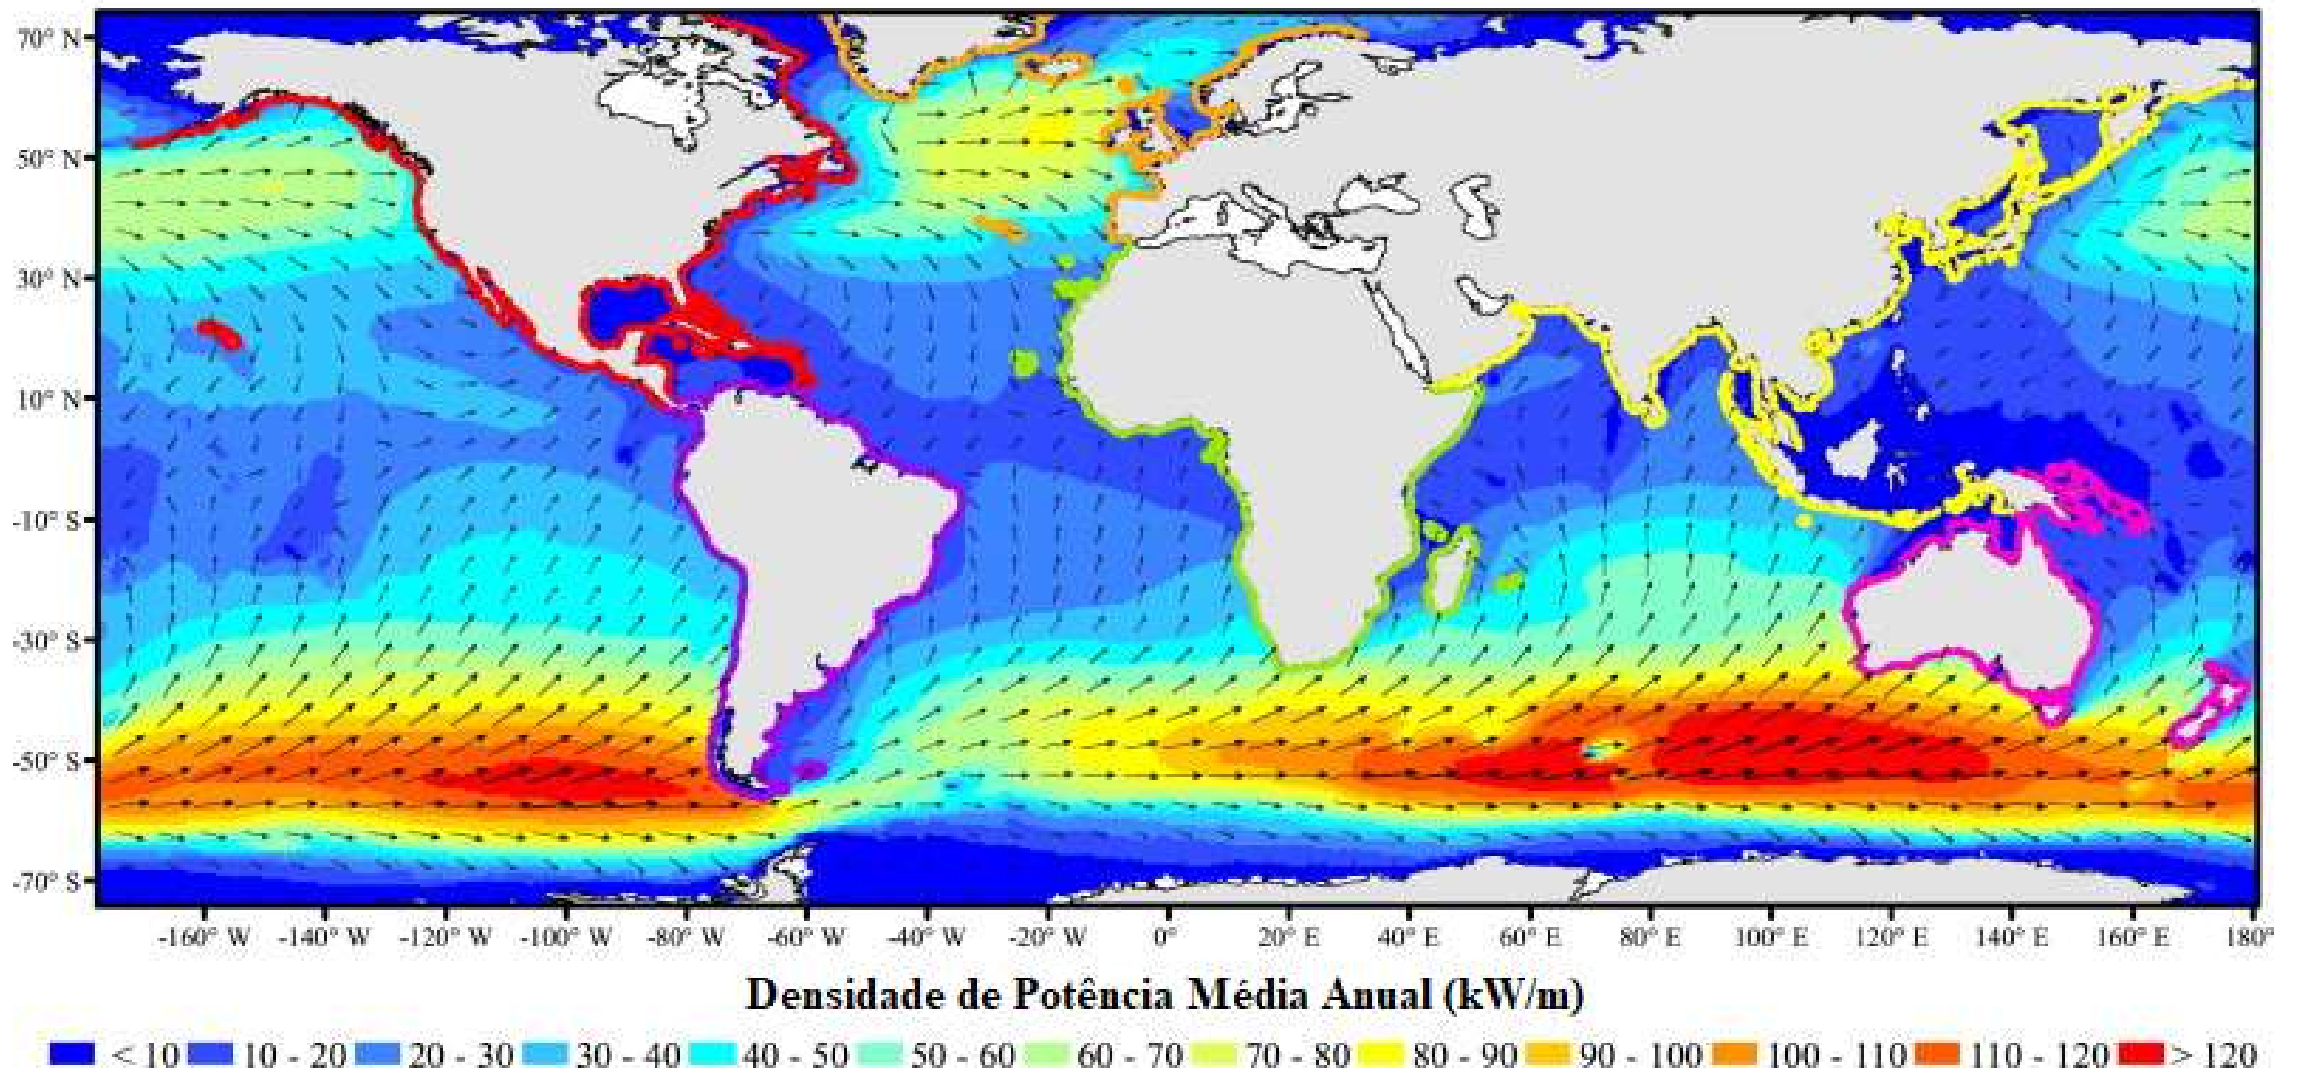 70° N
50° N
30° N
10° N
-10° S
-30° S
-50° S
-70° S
-160° W -140° W -120° W -100° W -80° W -60° W -40° W -20° W 0° 20° E 40° E 60° E 80° E 100° E 120° E 140° E 160° E 180°
Densidade de Potência Média Anual (kW/m)
< 10 10 - 20 20 - 30 30 - 40 40 - 50 50 - 60 60 - 70 70 - 80 80 - 90 90 - 100 100 - 110 110 - 120 > 120